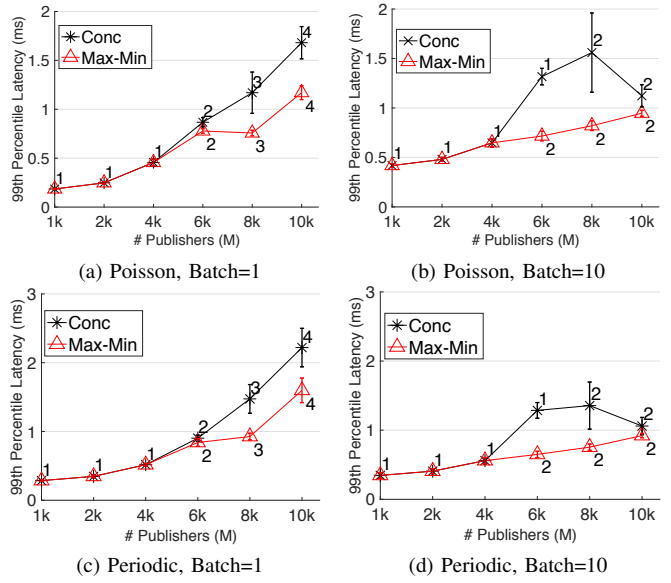 99th Percentile Latency (ms)
2
1.5
1
0.5
0
Conc
Max-Min
1
1
1
2
2
3
3
4
4
1k 2k 4k 6k 8k 10k
# Publishers (M)
(a) Poisson, Batch=1
99th Percentile Latency (ms)
2
1.5
1
0.5
0
Conc
Max-Min
1
1
1
1
2
2
2
2
2
1k 2k 4k 6k 8k 10k
# Publishers (M)
(b) Poisson, Batch=10
99th Percentile Latency (ms)
3
2
1
0
Conc
Max-Min
1
1
1
2
2
3
3
4
4
1k 2k 4k 6k 8k 10k
# Publishers (M)
(c) Periodic, Batch=1
99th Percentile Latency (ms)
3
2
1
0
Conc
Max-Min
1
1
1
1
2
2
2
2
2
1k 2k 4k 6k 8k 10k
# Publishers (M)
(d) Periodic, Batch=10